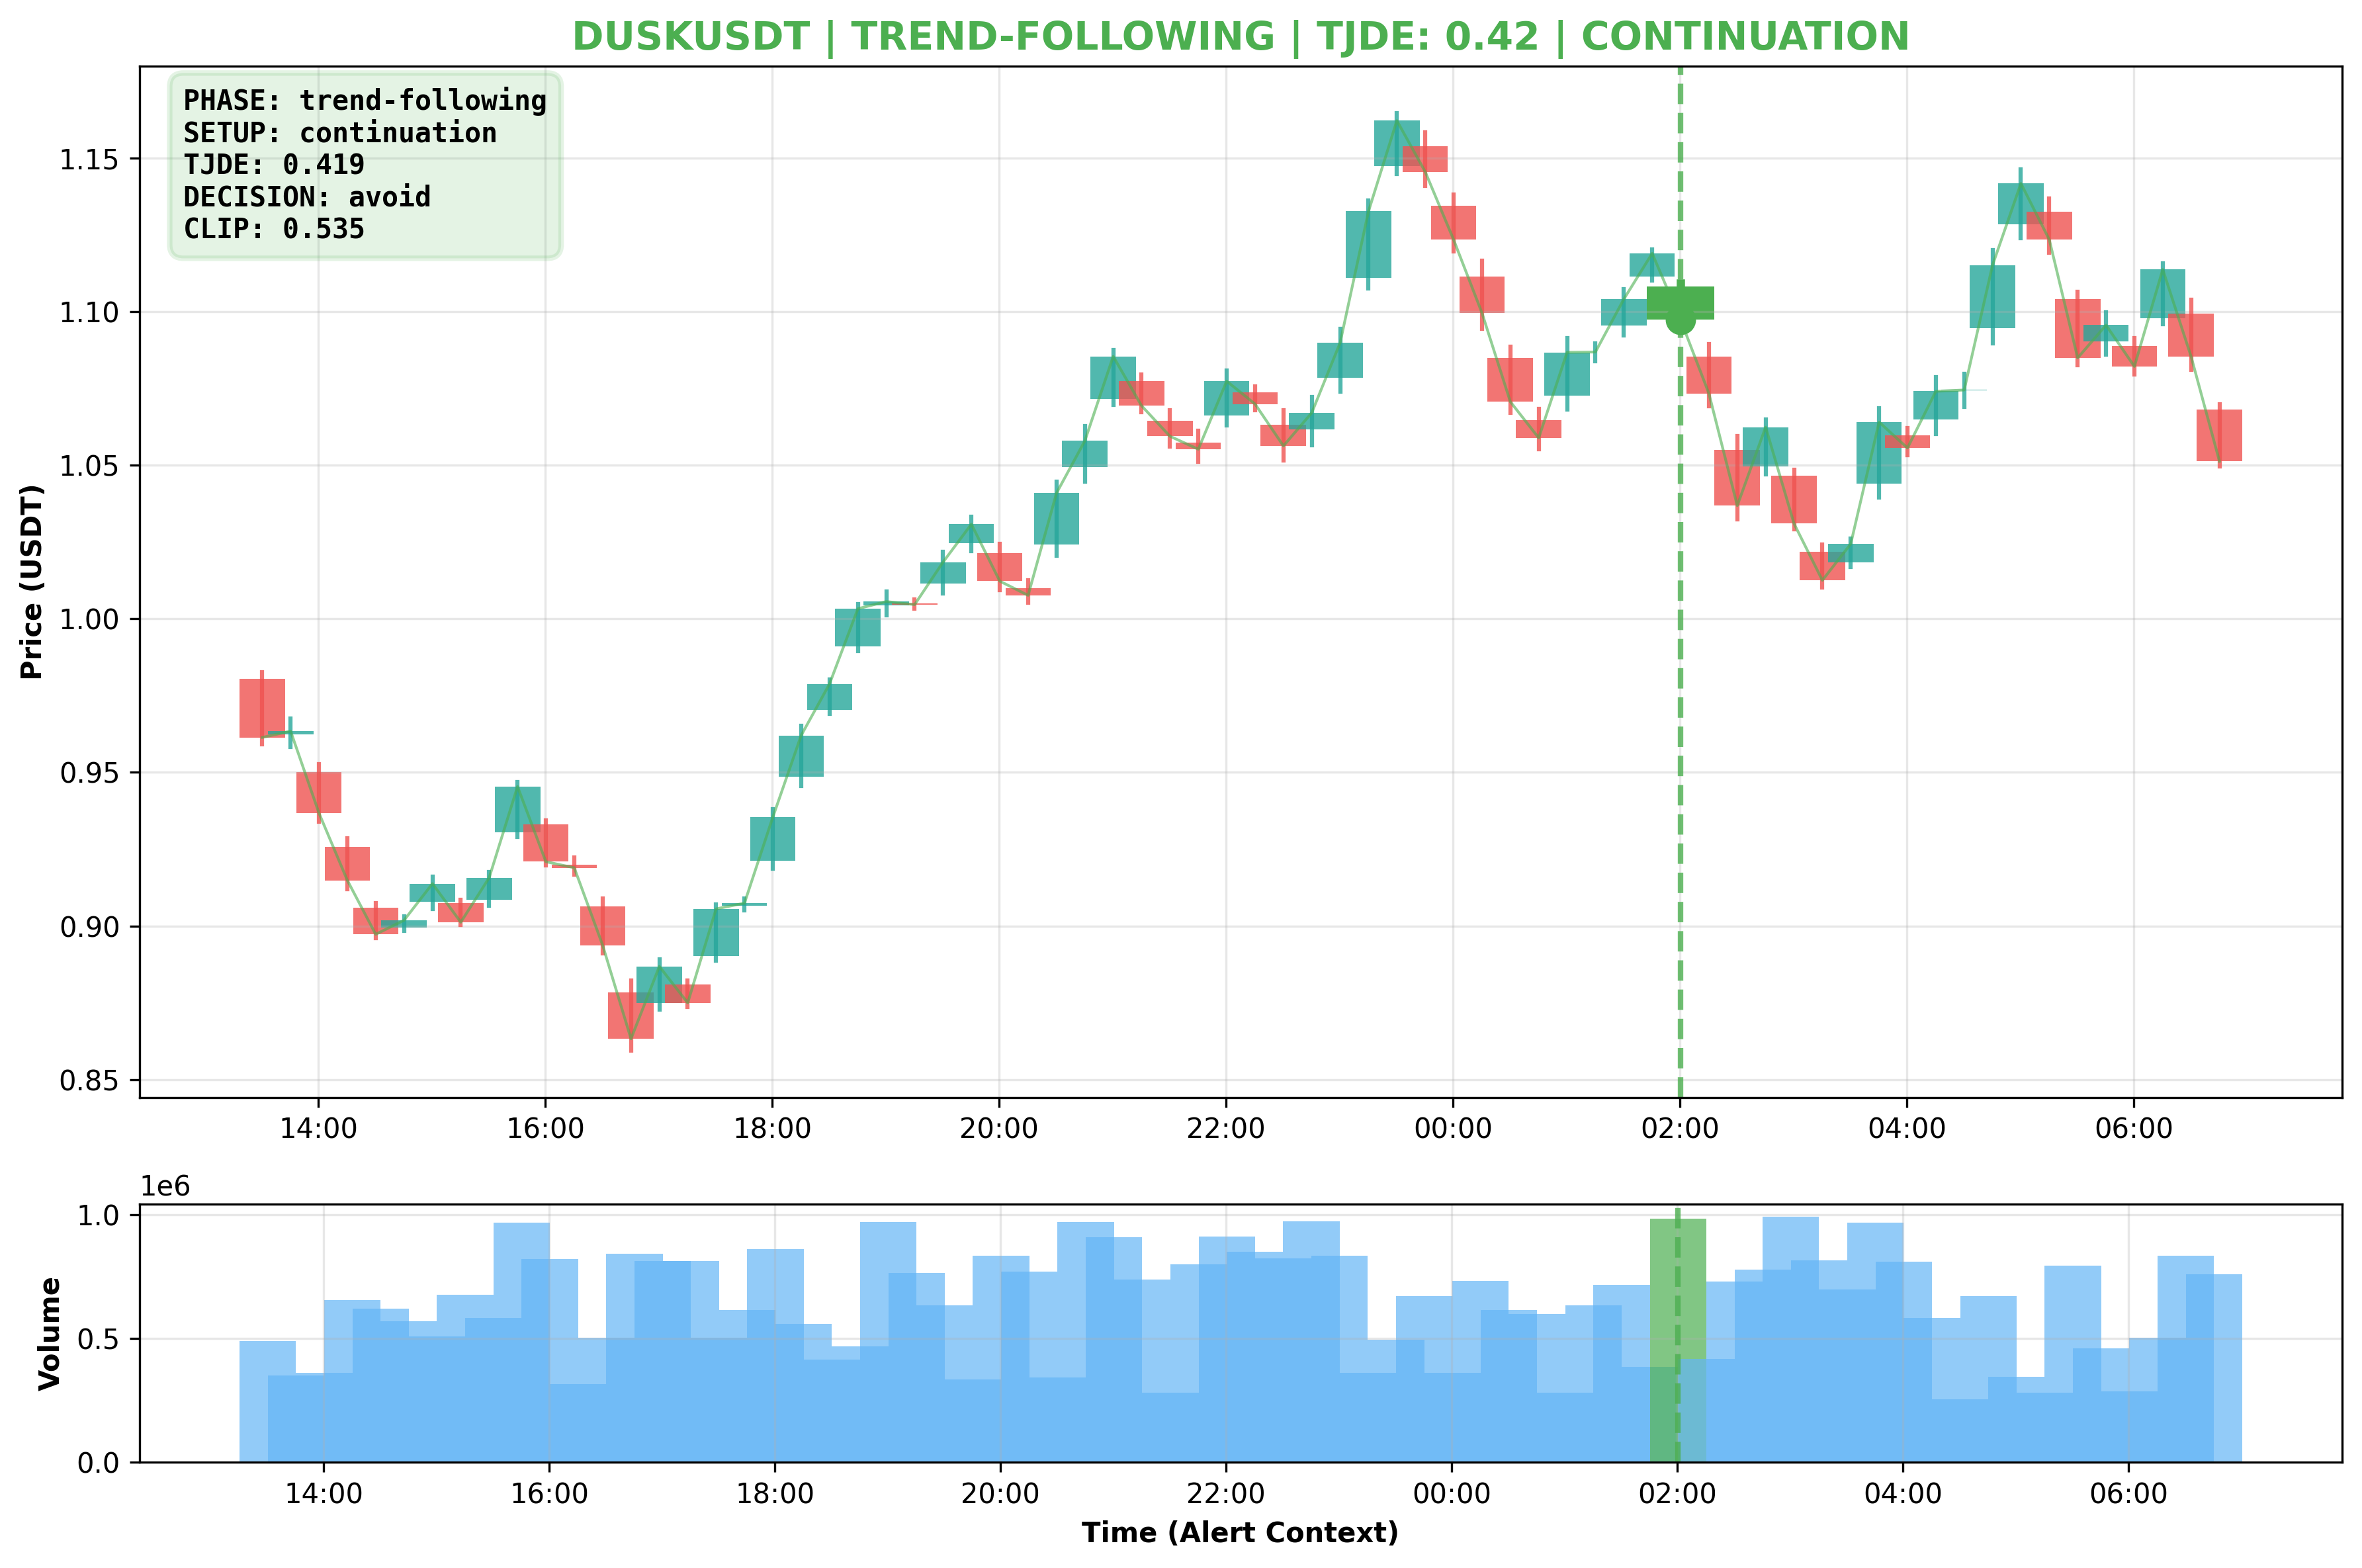 DUSKUSDT | TREND-FOLLOWING | TJDE: 0.42 | CONTINUATION
PHASE: trend-following
SETUP: continuation
TJDE: 0.419
DECISION: avoid
CLIP: 0.535
Price (USDT)
1.15
1.10
1.05
1.00
0.95
0.90
0.85
14:00 16:00 18:00 20:00 22:00 00:00 02:00 04:00 06:00
1e6
Volume
1.0
0.5
0.0
14:00 16:00 18:00 20:00 22:00 00:00 02:00 04:00 06:00
Time (Alert Context)